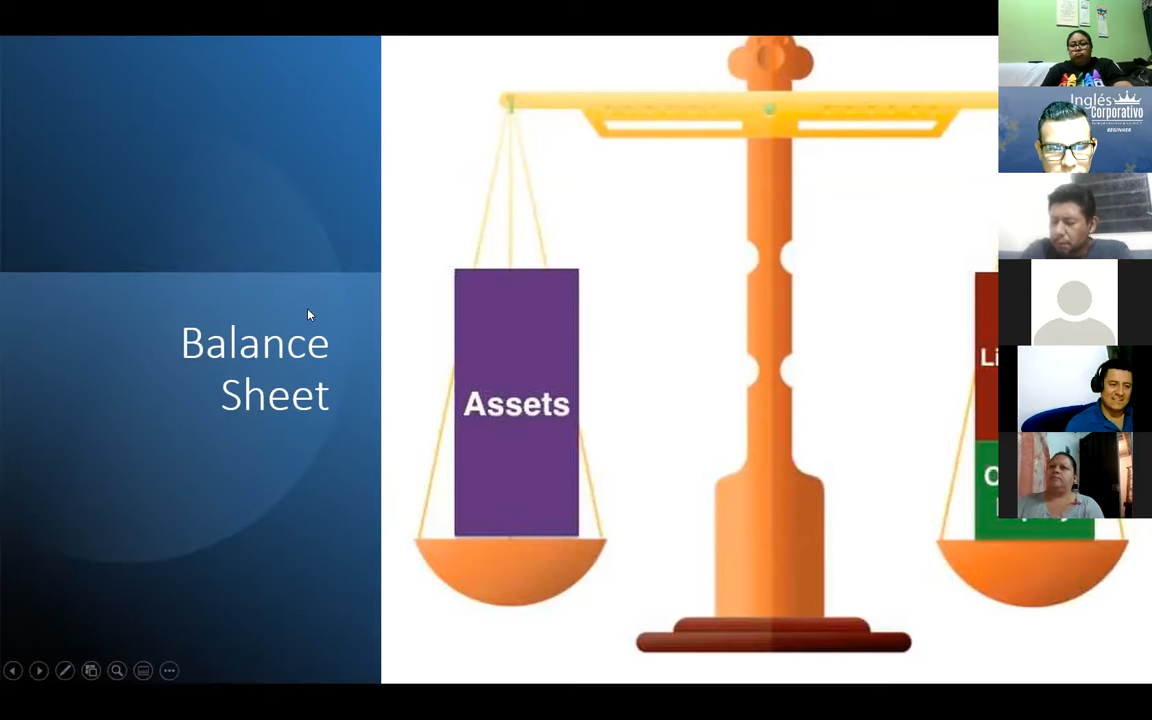 Balance
Sheet
Assets
Inglés
Corporativo
BEGINNER